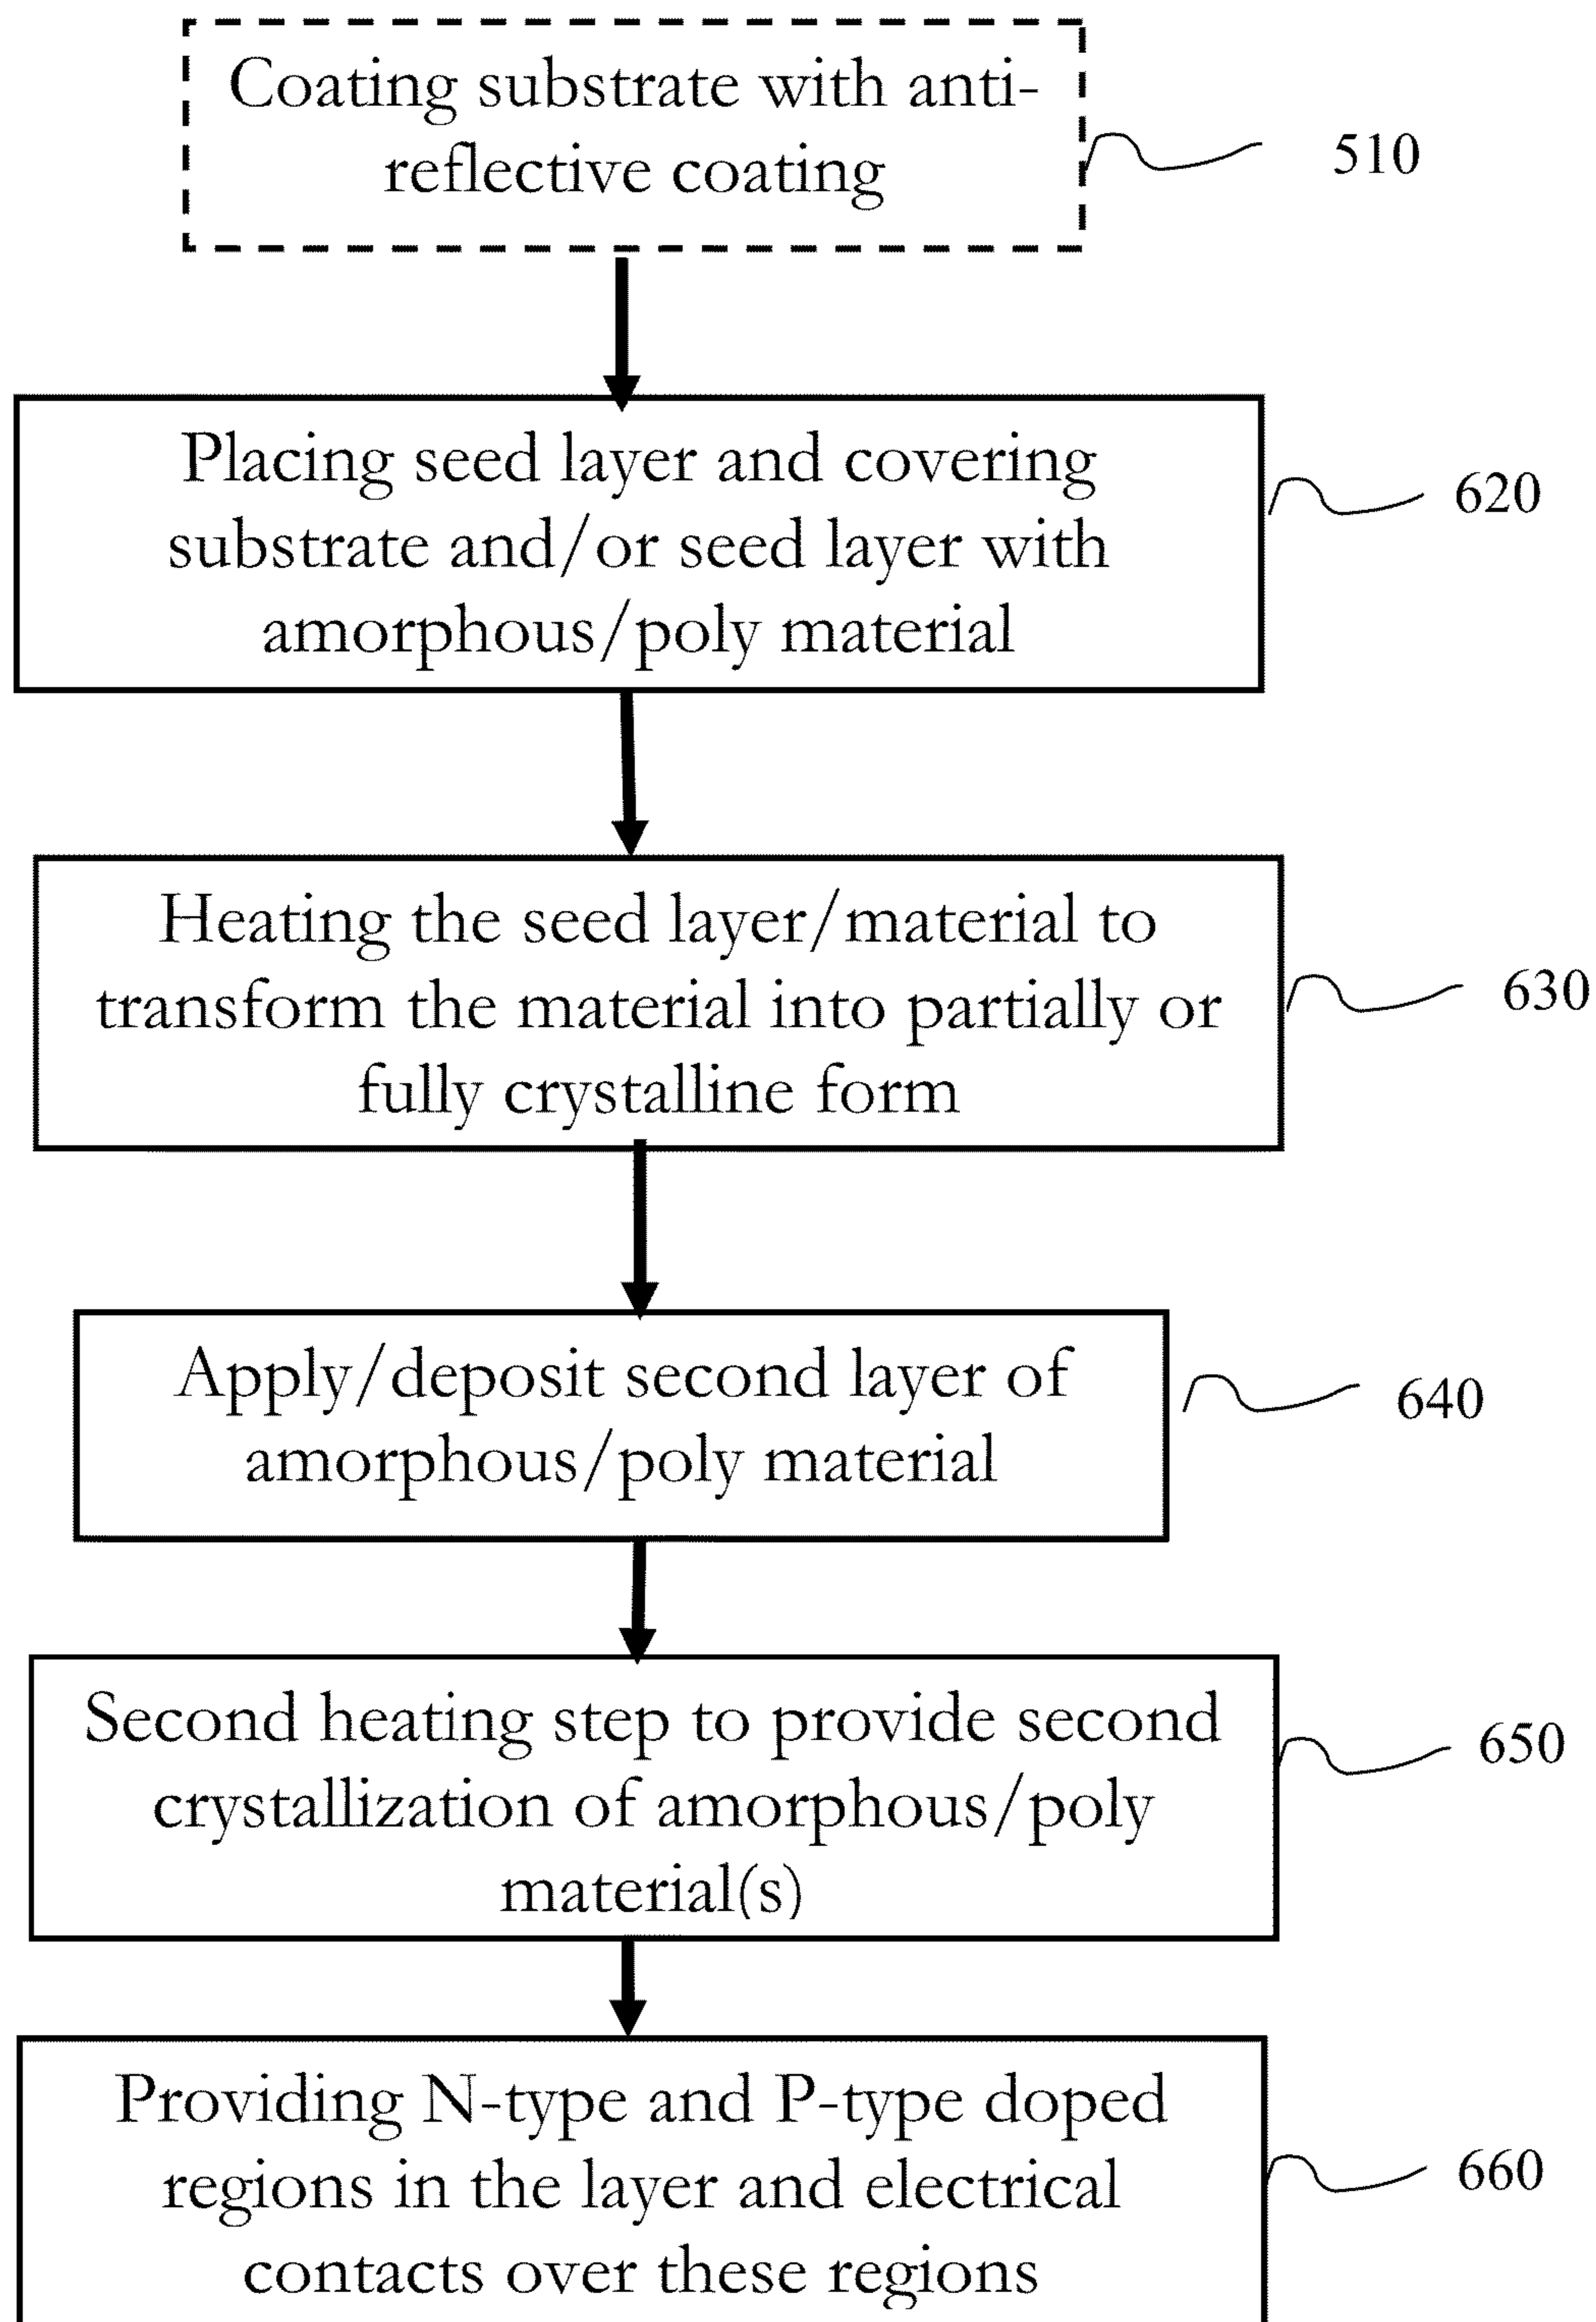 Coating substrate with anti-
reflective coating
510
Placing seed layer and covering
substrate and/or seed layer with
amorphous/poly material
620
Heating the seed layer/material to
transform the material into partially or
fully crystalline form
630
Apply/deposit second layer of
amorphous/poly material
640
Second heating step to provide second
crystallization of amorphous/poly
material(s)
650
Providing N-type and P-type doped
regions in the layer and electrical
contacts over these regions
660